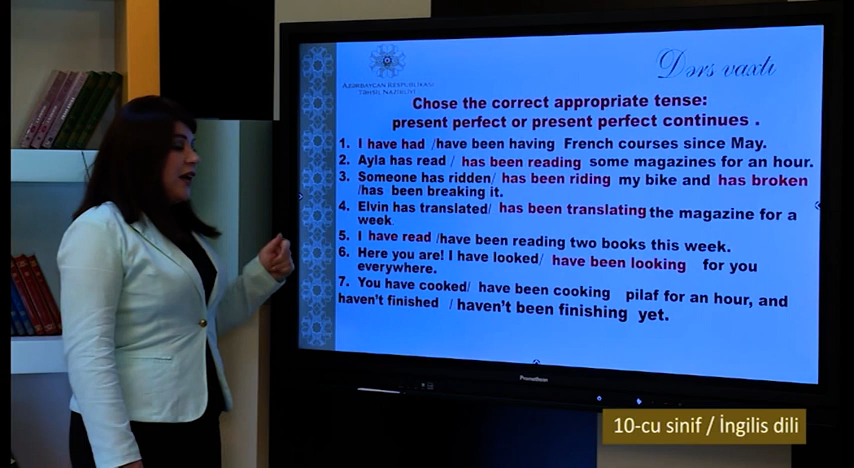 Dərs vaxtı
AZƏRBAYCAN RESPUBLİKASI
TƏHSİL NAZİRLİYİ
Chose the correct appropriate tense:
present perfect or present perfect continues .
1. I have had /have been having French courses since May.
2. Ayla has read / has been reading some magazines for an hour.
3. Someone has ridden/ has been riding my bike and has broken
/has been breaking it.
4. Elvin has translated/ has been translating the magazine for a
week.
5. I have read /have been reading two books this week.
6. Here you are! I have looked/ have been looking for you
everywhere.
7. You have cooked/ have been cooking pilaf for an hour, and
haven't finished / haven't been finishing yet.
Promethean
10-cu sinif / İngilis dili